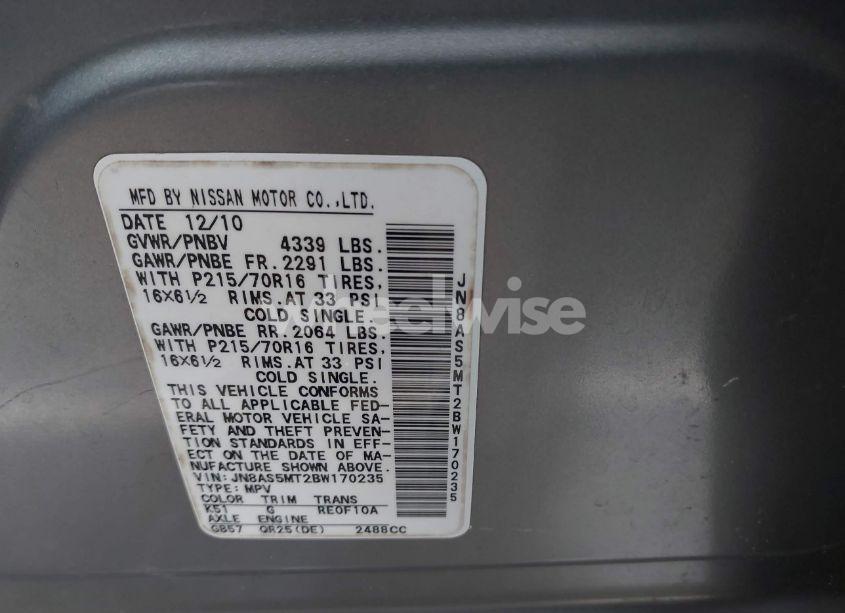 MFD BY NISSAN MOTOR CO.,LTD.
DATE 12/10
GVWR/PNBV 4339 LBS.
GAWR/PNBE FR.2291 LBS.
WITH P215/70R16 TIRES,
16X6½ RIMS.AT 33 PSI
COLD SINGLE.
GAWR/PNBE RR.2064 LBS.
WITH P215/70R16 TIRES,
16X6½ RIMS.AT 33 PSI
COLD SINGLE.
THIS VEHICLE CONFORMS
TO ALL APPLICABLE FED-
ERAL MOTOR VEHICLE SA-
FETY AND THEFT PREVEN-
TION STANDARDS IN EFF-
ECT ON THE DATE OF MA-
NUFACTURE SHOWN ABOVE.
VIN: JN8AS5MT2BW170235
TYPE: MPV
COLOR TRIM TRANS
K51 G RE0F10A
AXLE ENGINE
GB57 QR25(DE) 2488CC
JN8AS5MT2BW170235
wheelwise